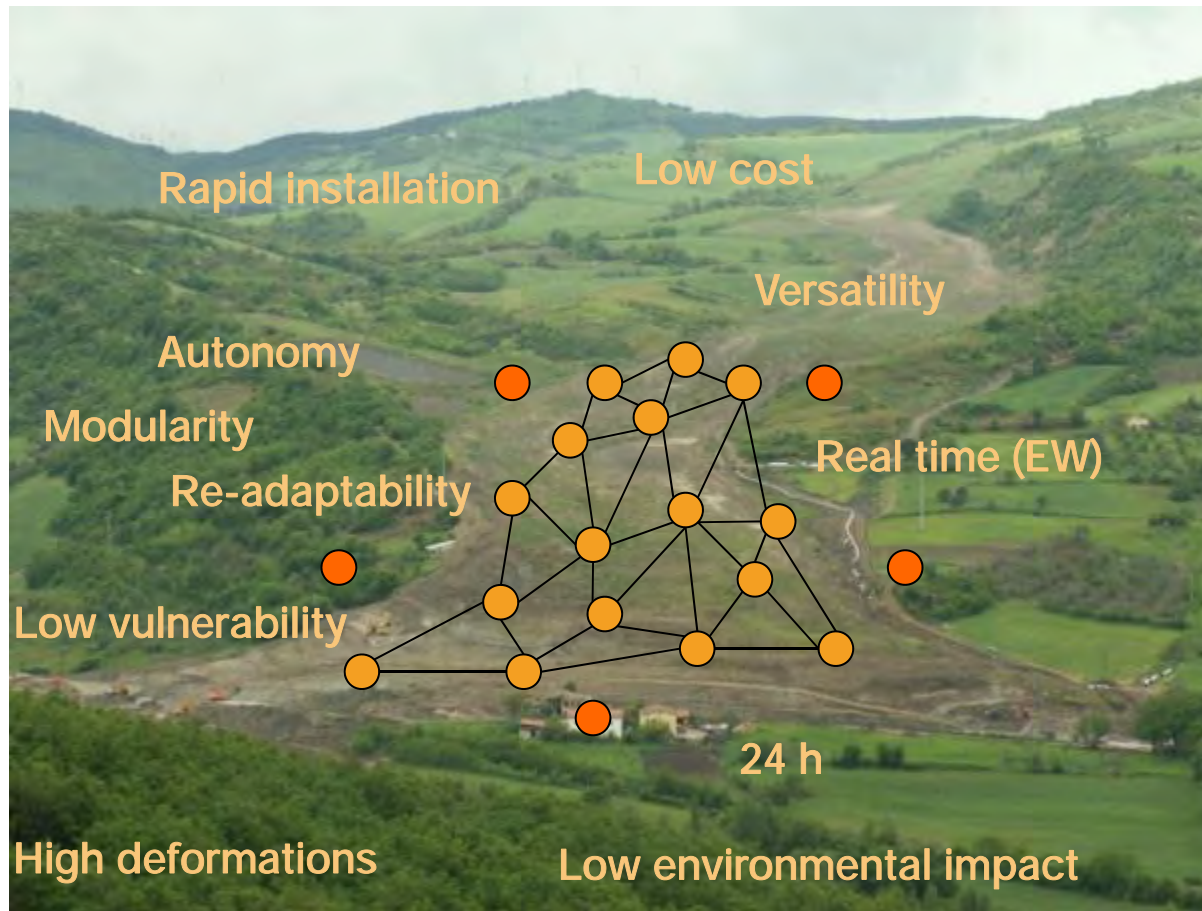 Low cost
Rapid installation
Versatility
Autonomy
Modularity
Real time (EW)
Re-adaptability
Low vulnerability
24 h
High deformations
Low environmental impact